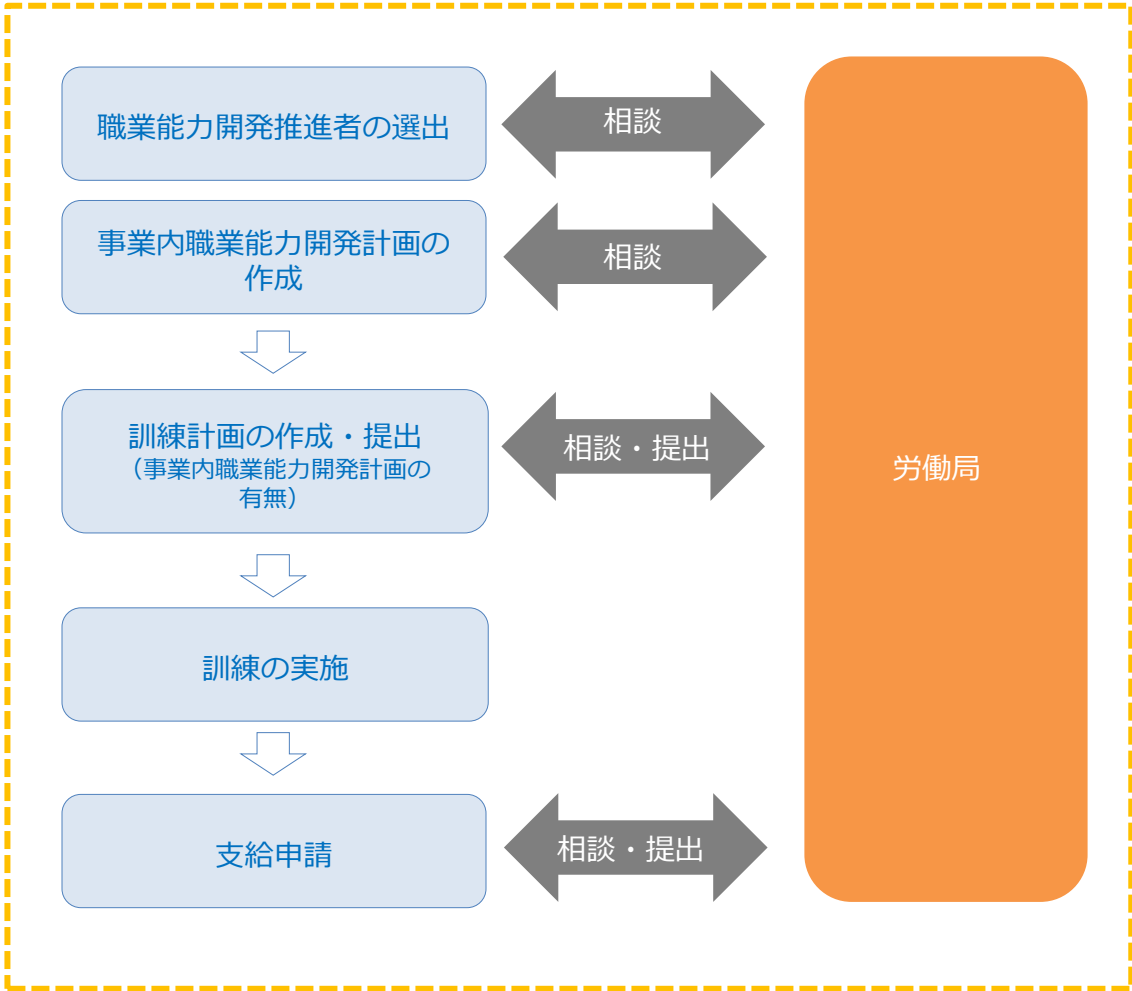 職業能力開発推進者の選出
相談
事業内職業能力開発計画の
作成
相談
訓練計画の作成・提出
（事業内職業能力開発計画の
有無）
相談・提出
労働局
訓練の実施
支給申請
相談・提出